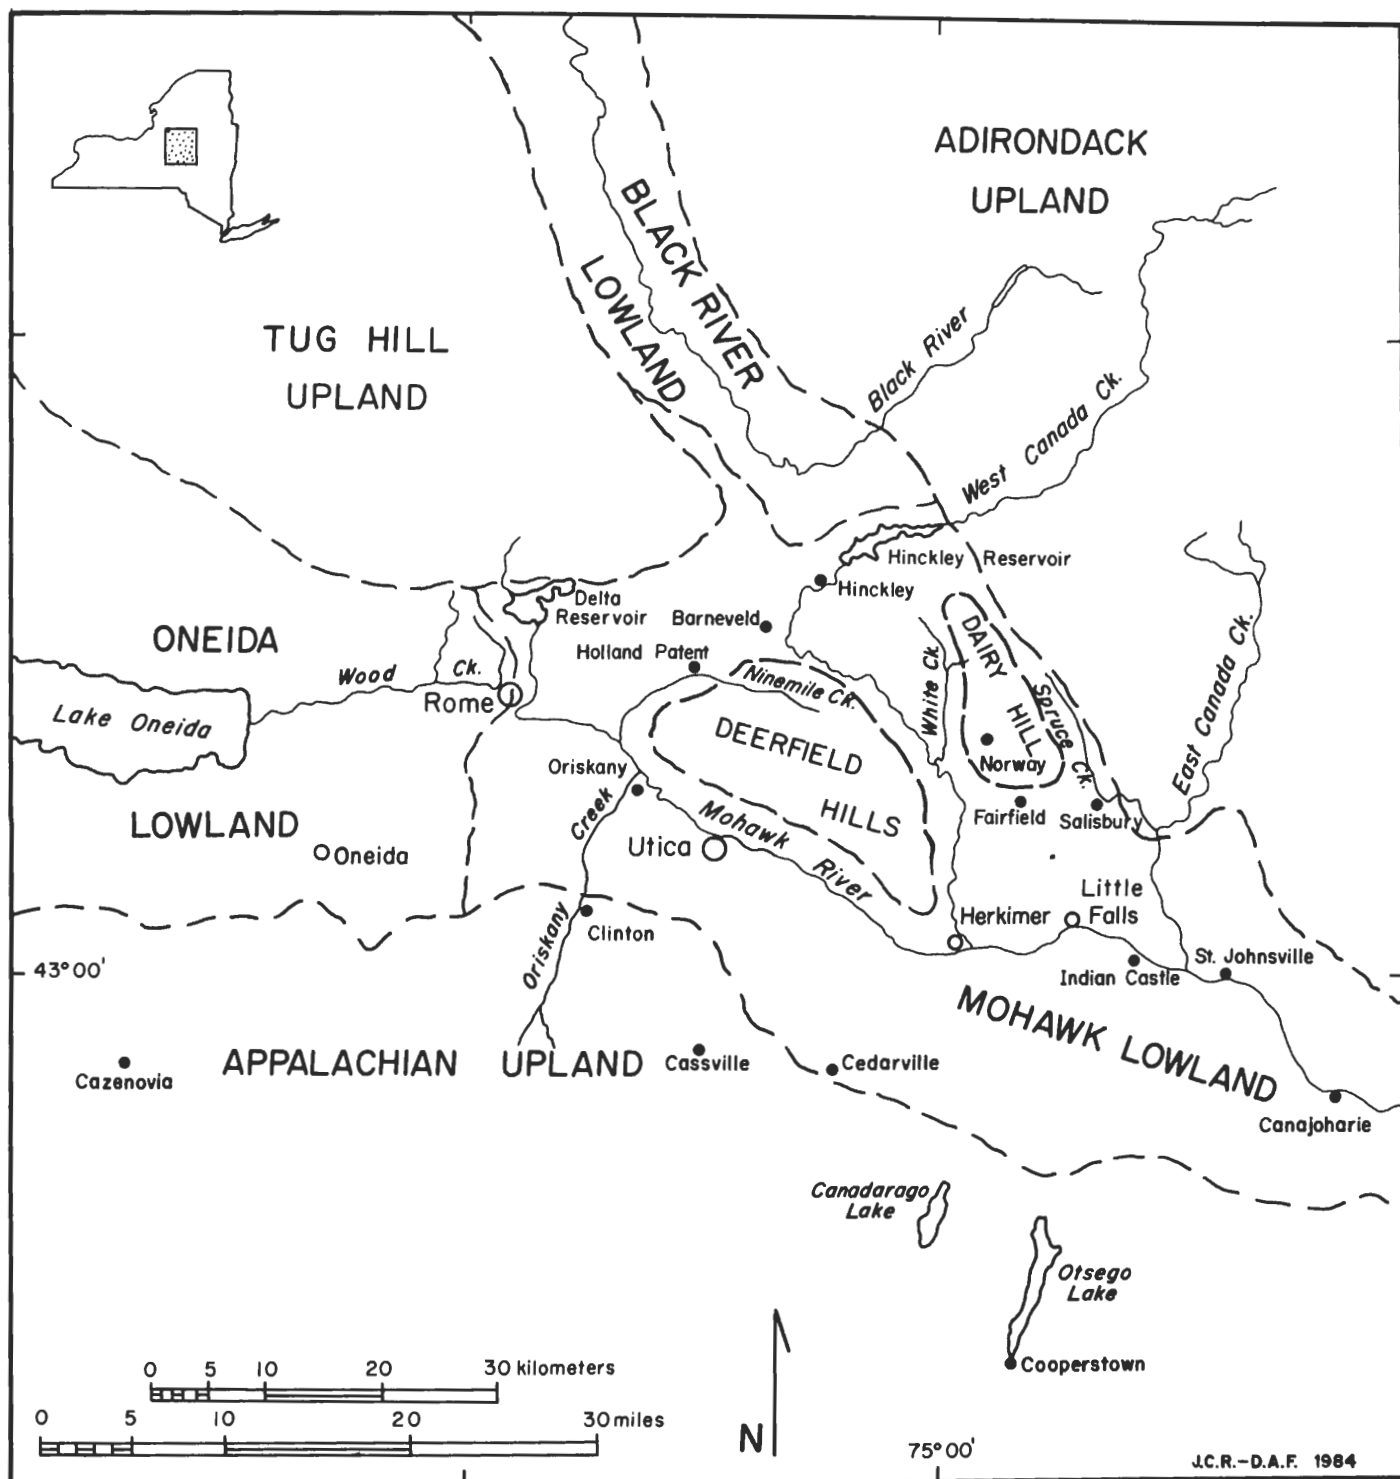 ADIRONDACK
UPLAND
BLACK RIVER
LOWLAND
TUG HILL
UPLAND
Black River
West Canada Ck.
Hinckley Reservoir
Hinckley
Delta
Reservoir
Barneveld
Holland Patent
ONEIDA
Wood Ck.
Rome
Lake Oneida
Ninemile Ck.
White Ck.
DAIRY
HILL
Spruce Ck.
East Canada Ck.
DEERFIELD
HILLS
Norway
Oriskany
Fairfield
Salisbury
LOWLAND
Oneida
Creek
Utica
Mohawk River
Little
Falls
Herkimer
Clinton
Oriskany
43°00'
Indian Castle
St. Johnsville
MOHAWK LOWLAND
APPALACHIAN UPLAND
Cassville
Cedarville
Cazenovia
Canajoharie
Canadarago
Lake
Otsego
Lake
Cooperstown
0 5 10 20 30 kilometers
0 5 10 20 30 miles
N
75°00'
J.C.R.-D.A.F. 1984